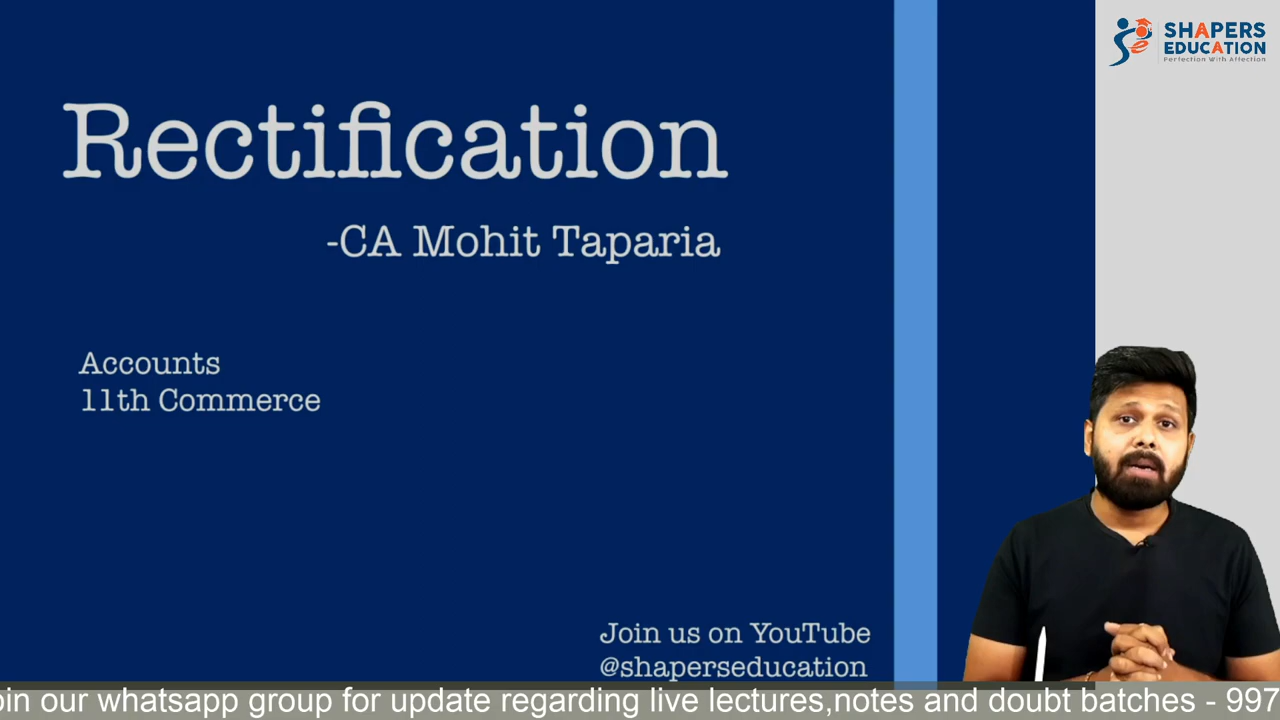 Rectification
-CA Mohit Taparia
Accounts
11th Commerce
Join us on YouTube
@shaperseducation
SHAPERS
EDUCATION
Perfection With Affection
oin our whatsapp group for update regarding live lectures,notes and doubt batches - 997